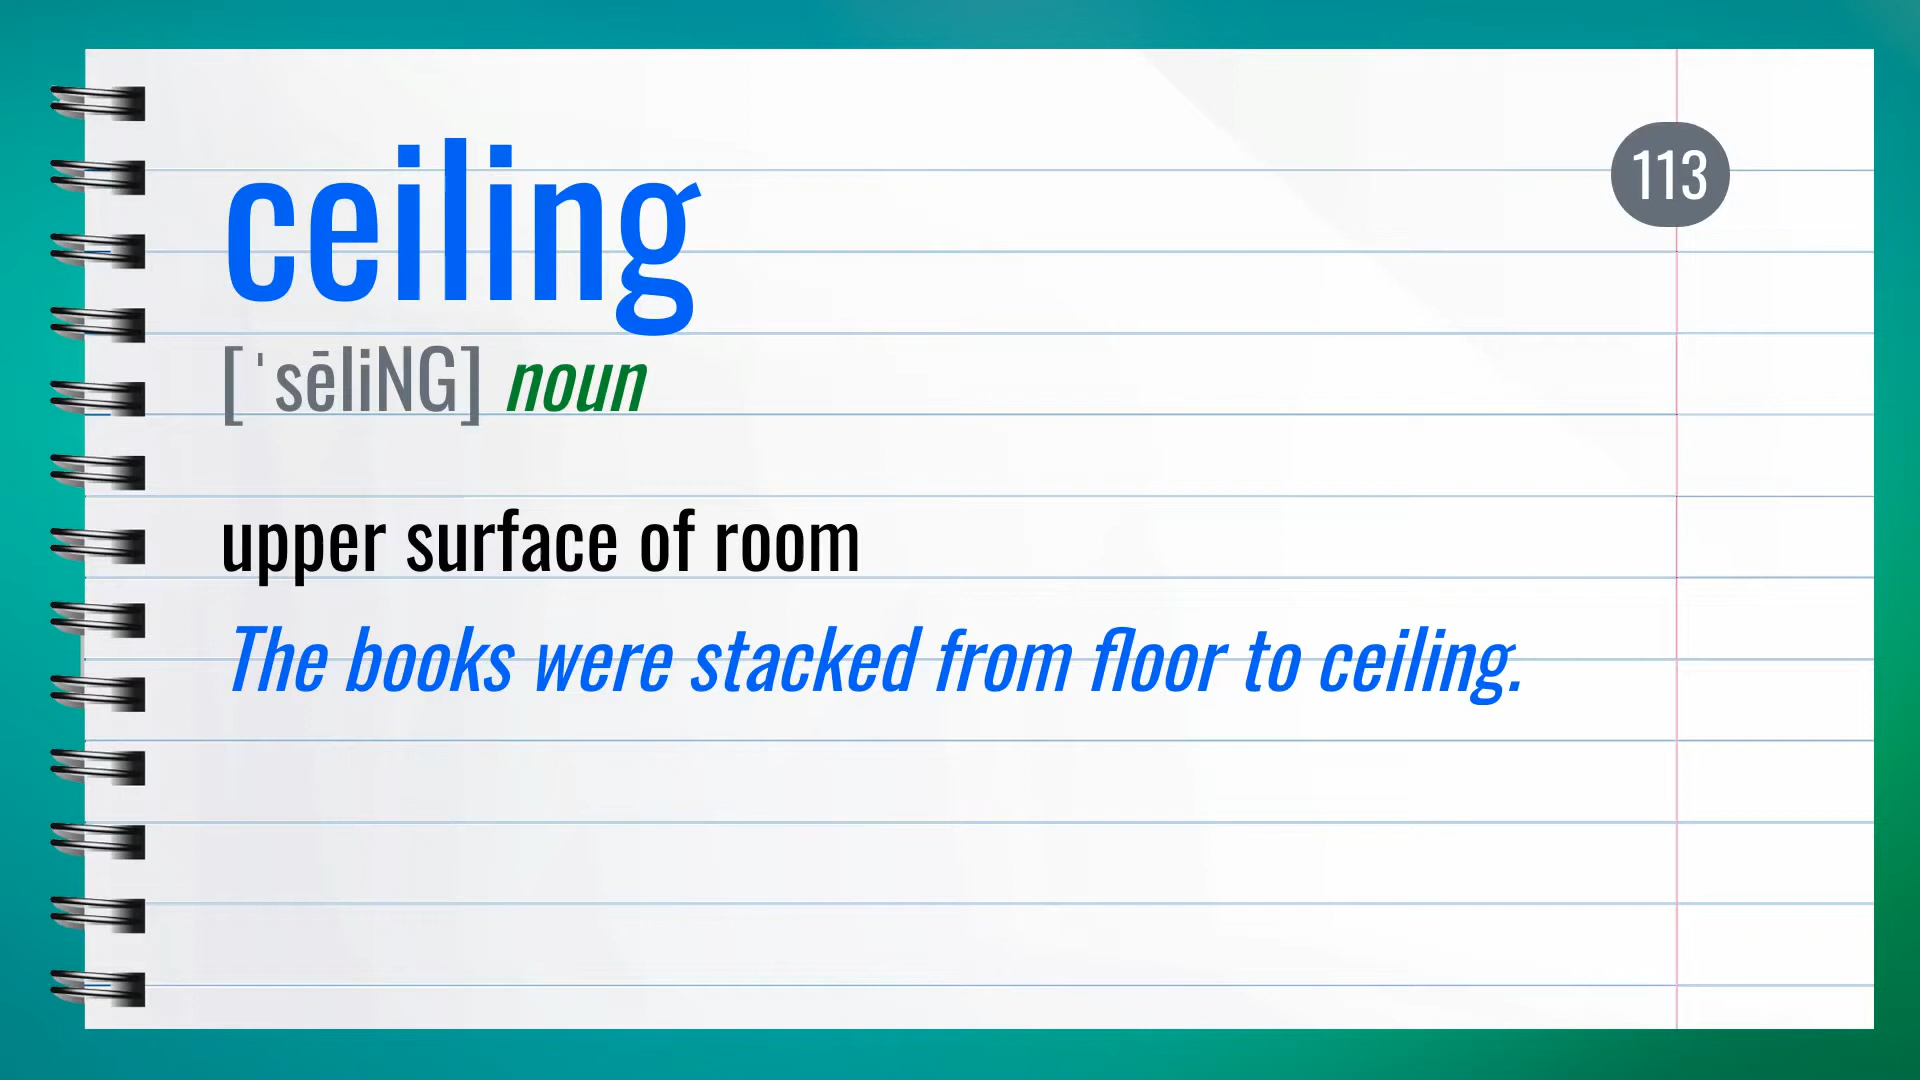 ceiling
113
[ˈsēliNG] noun
upper surface of room
The books were stacked from floor to ceiling.